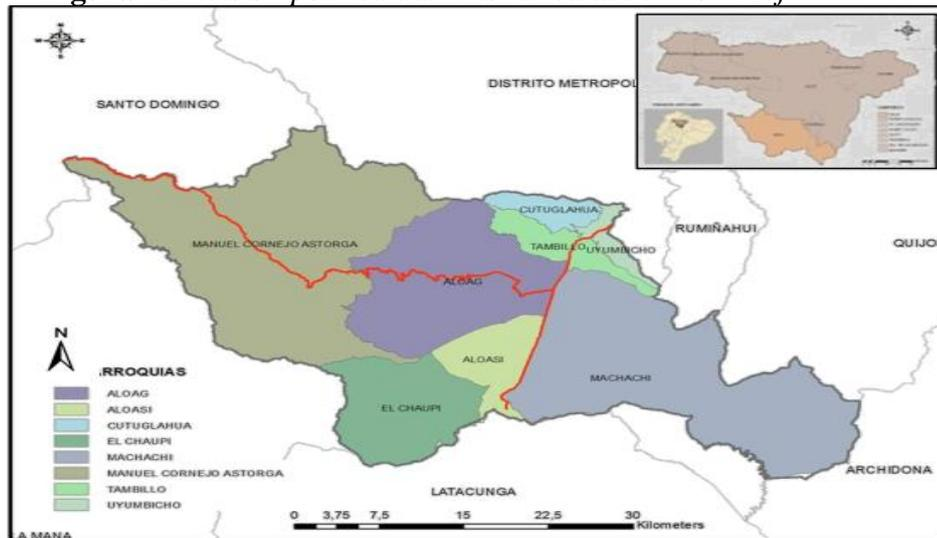 SANTO DOMINGO
DISTRITO METROPOL
CUTUGLAHUA
RUMIÑAHUI
MANUEL CORNEJO ASTORGA
TAMBILLO
UYUMBICHO
QUIJO
ALOAG
N
ALOASI
MACHACHI
EL CHAUPI
RROQUIAS
ALOAG
ALOASI
CUTUGLAHUA
EL CHAUPI
MACHACHI
MANUEL CORNEJO ASTORGA
TAMBILLO
UYUMBICHO
ARCHIDONA
LATACUNGA
0 3,75 7,5 15 22,5 30
Kilometers
A MANA